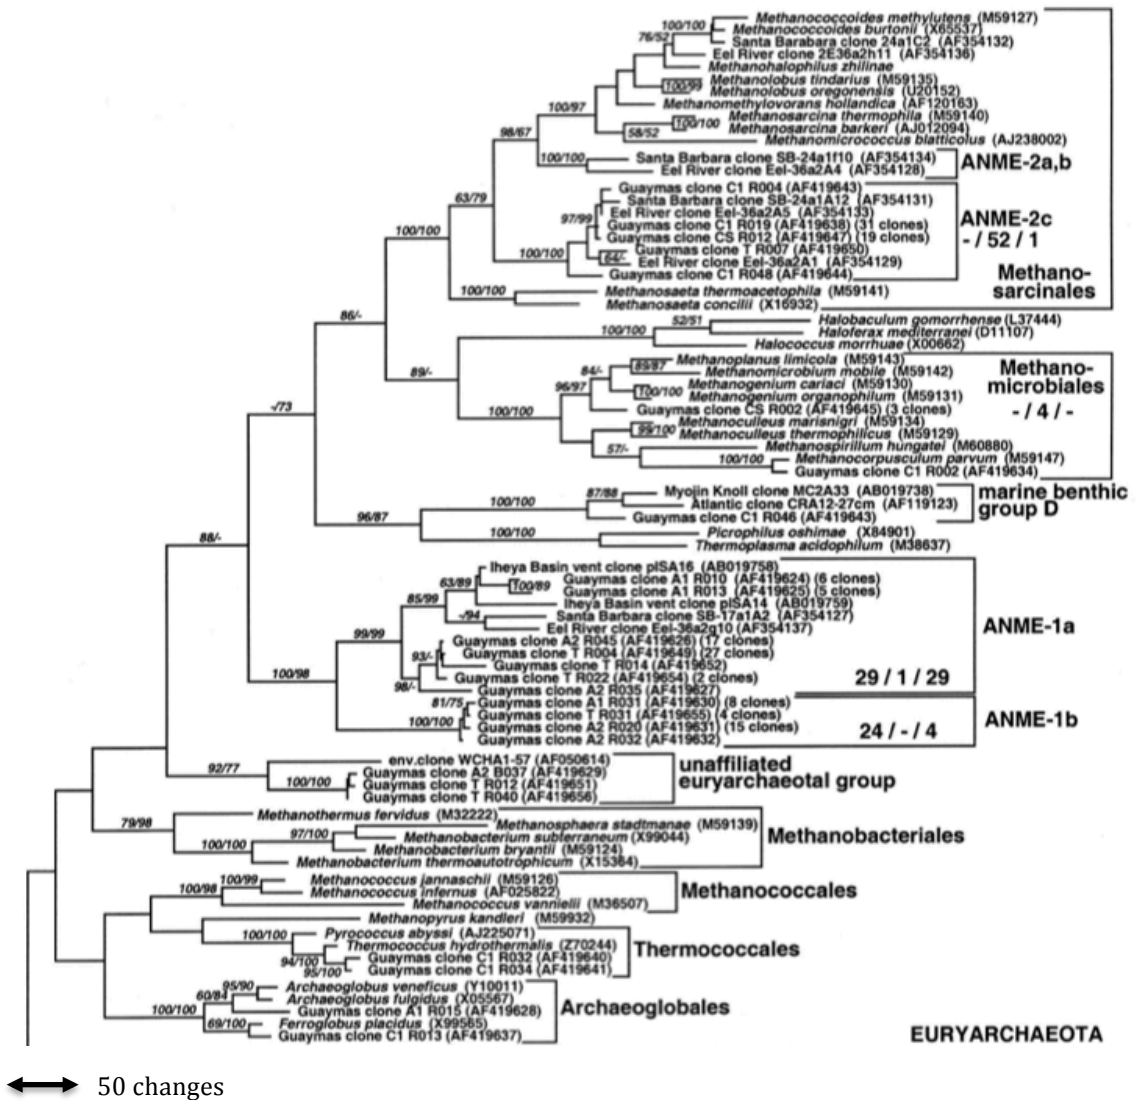 100/100
Methanococcoides methylutens (M59127)
Methanococcoides burtonii (X65537)
76/52
Santa Barabara clone 24a1C2 (AF354132)
Eel River clone 2E36a2h11 (AF354136)
Methanohalophilus zhilinae
Methanolobus tindarius (M59135)
100/99
Methanolobus oregonensis (U20152)
Methanomethylovorans hollandica (AF120163)
100/97
Methanosarcina thermophila (M59140)
100/100
Methanosarcina barkeri (AJ012094)
58/52
Methanomicrococcus blatticolus (AJ238002)
98/67
100/100
Santa Barbara clone SB-24a1f10 (AF354134)
Eel River clone Eel-36a2A4 (AF354128)
ANME-2a,b
Guaymas clone C1 R004 (AF419643)
Santa Barbara clone SB-24a1A12 (AF354131)
63/79
Eel River clone Eel-36a2A5 (AF354133)
97/99
Guaymas clone C1 R019 (AF419638) (31 clones)
Guaymas clone CS R012 (AF419647) (19 clones)
Guaymas clone T R007 (AF419650)
64/-
Eel River clone Eel-36a2A1 (AF354129)
100/100
Guaymas clone C1 R048 (AF419644)
ANME-2c
- / 52 / 1
100/100
Methano-
sarcinales
100/100
Methanosaeta thermoacetophila (M59141)
Methanosaeta concilii (X16932)
86/-
52/51
Halobaculum gomorrhense (L37444)
100/100
Haloferax mediterranei (D11107)
Halococcus morrhuae (X00662)
89/-
Methanoplanus limicola (M59143)
89/87
84/-
Methanomicrobium mobile (M59142)
96/97
Methanogenium cariaci (M59130)
100/100
Methanogenium organophilum (M59131)
Guaymas clone CS R002 (AF419645) (3 clones)
100/100
Methanoculleus marisnigri (M59134)
99/100
Methanoculleus thermophilicus (M59129)
57/-
Methanospirillum hungatei (M60880)
100/100
Methanocorpusculum parvum (M59147)
Guaymas clone C1 R002 (AF419634)
Methano-
microbiales
- / 4 / -
-/73
87/88
Myojin Knoll clone MC2A33 (AB019738)
100/100
Atlantic clone CRA12-27cm (AF119123)
Guaymas clone C1 R046 (AF419643)
marine benthic
group D
96/87
100/100
Picrophilus oshimae (X84901)
Thermoplasma acidophilum (M38637)
88/-
Iheya Basin vent clone pISA16 (AB019758)
63/89
Guaymas clone A1 R010 (AF419624) (6 clones)
100/89
Guaymas clone A1 R013 (AF419625) (5 clones)
85/99
Iheya Basin vent clone pISA14 (AB019759)
-/94
Santa Barbara clone SB-17a1A2 (AF354127)
Eel River clone Eel-36a2g10 (AF354137)
99/99
Guaymas clone A2 R045 (AF419626) (17 clones)
Guaymas clone T R004 (AF419649) (27 clones)
93/-
Guaymas clone T R014 (AF419652)
Guaymas clone T R022 (AF419654) (2 clones)
98/-
Guaymas clone A2 R035 (AF419627)
ANME-1a
29 / 1 / 29
100/98
81/75
Guaymas clone A1 R031 (AF419630) (8 clones)
Guaymas clone T R031 (AF419655) (4 clones)
100/100
Guaymas clone A2 R020 (AF419631) (15 clones)
Guaymas clone A2 R032 (AF419632)
ANME-1b
24 / - / 4
92/77
env.clone WCHA1-57 (AF050614)
Guaymas clone A2 B037 (AF419629)
100/100
Guaymas clone T R012 (AF419651)
Guaymas clone T R040 (AF419656)
unaffiliated
euryarchaeotal group
79/98
Methanothermus fervidus (M32222)
Methanosphaera stadtmanae (M59139)
97/100
Methanobacterium subterraneum (X99044)
100/100
Methanobacterium bryantii (M59124)
Methanobacterium thermoautotrophicum (X15364)
Methanobacteriales
100/99
Methanococcus jannaschii (M59126)
100/98
Methanococcus infernus (AF025822)
Methanococcus vannielii (M36507)
Methanococcales
Methanopyrus kandleri (M59932)
100/100
Pyrococcus abyssi (AJ225071)
Thermococcus hydrothermalis (Z70244)
94/100
Guaymas clone C1 R032 (AF419640)
95/100
Guaymas clone C1 R034 (AF419641)
Thermococcales
95/90
Archaeoglobus veneficus (Y10011)
60/84
Archaeoglobus fulgidus (X05567)
100/100
Guaymas clone A1 R015 (AF419628)
69/100
Ferroglobus placidus (X99565)
Guaymas clone C1 R013 (AF419637)
Archaeoglobales
EURYARCHAEOTA
50 changes